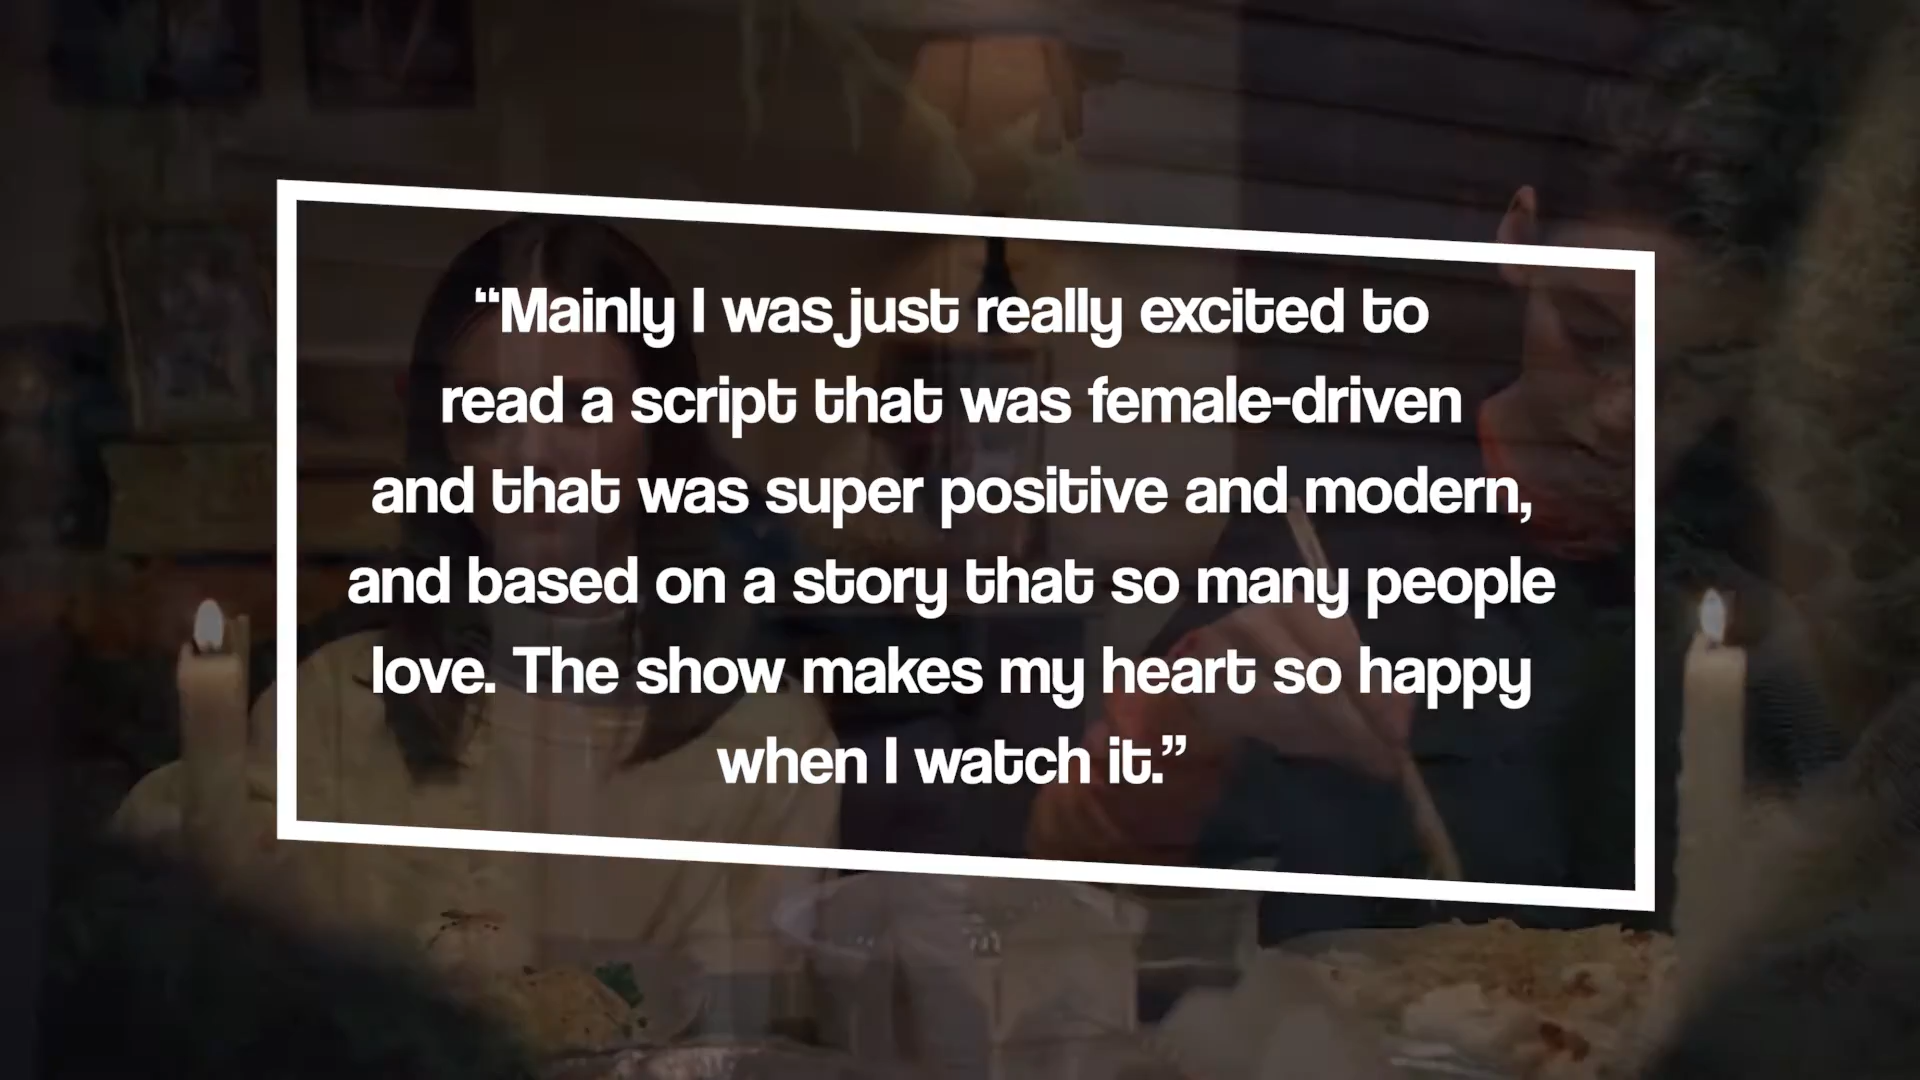 “Mainly I was just really excited to
read a script that was female-driven
and that was super positive and modern,
and based on a story that so many people
love. The show makes my heart so happy
when I watch it.”